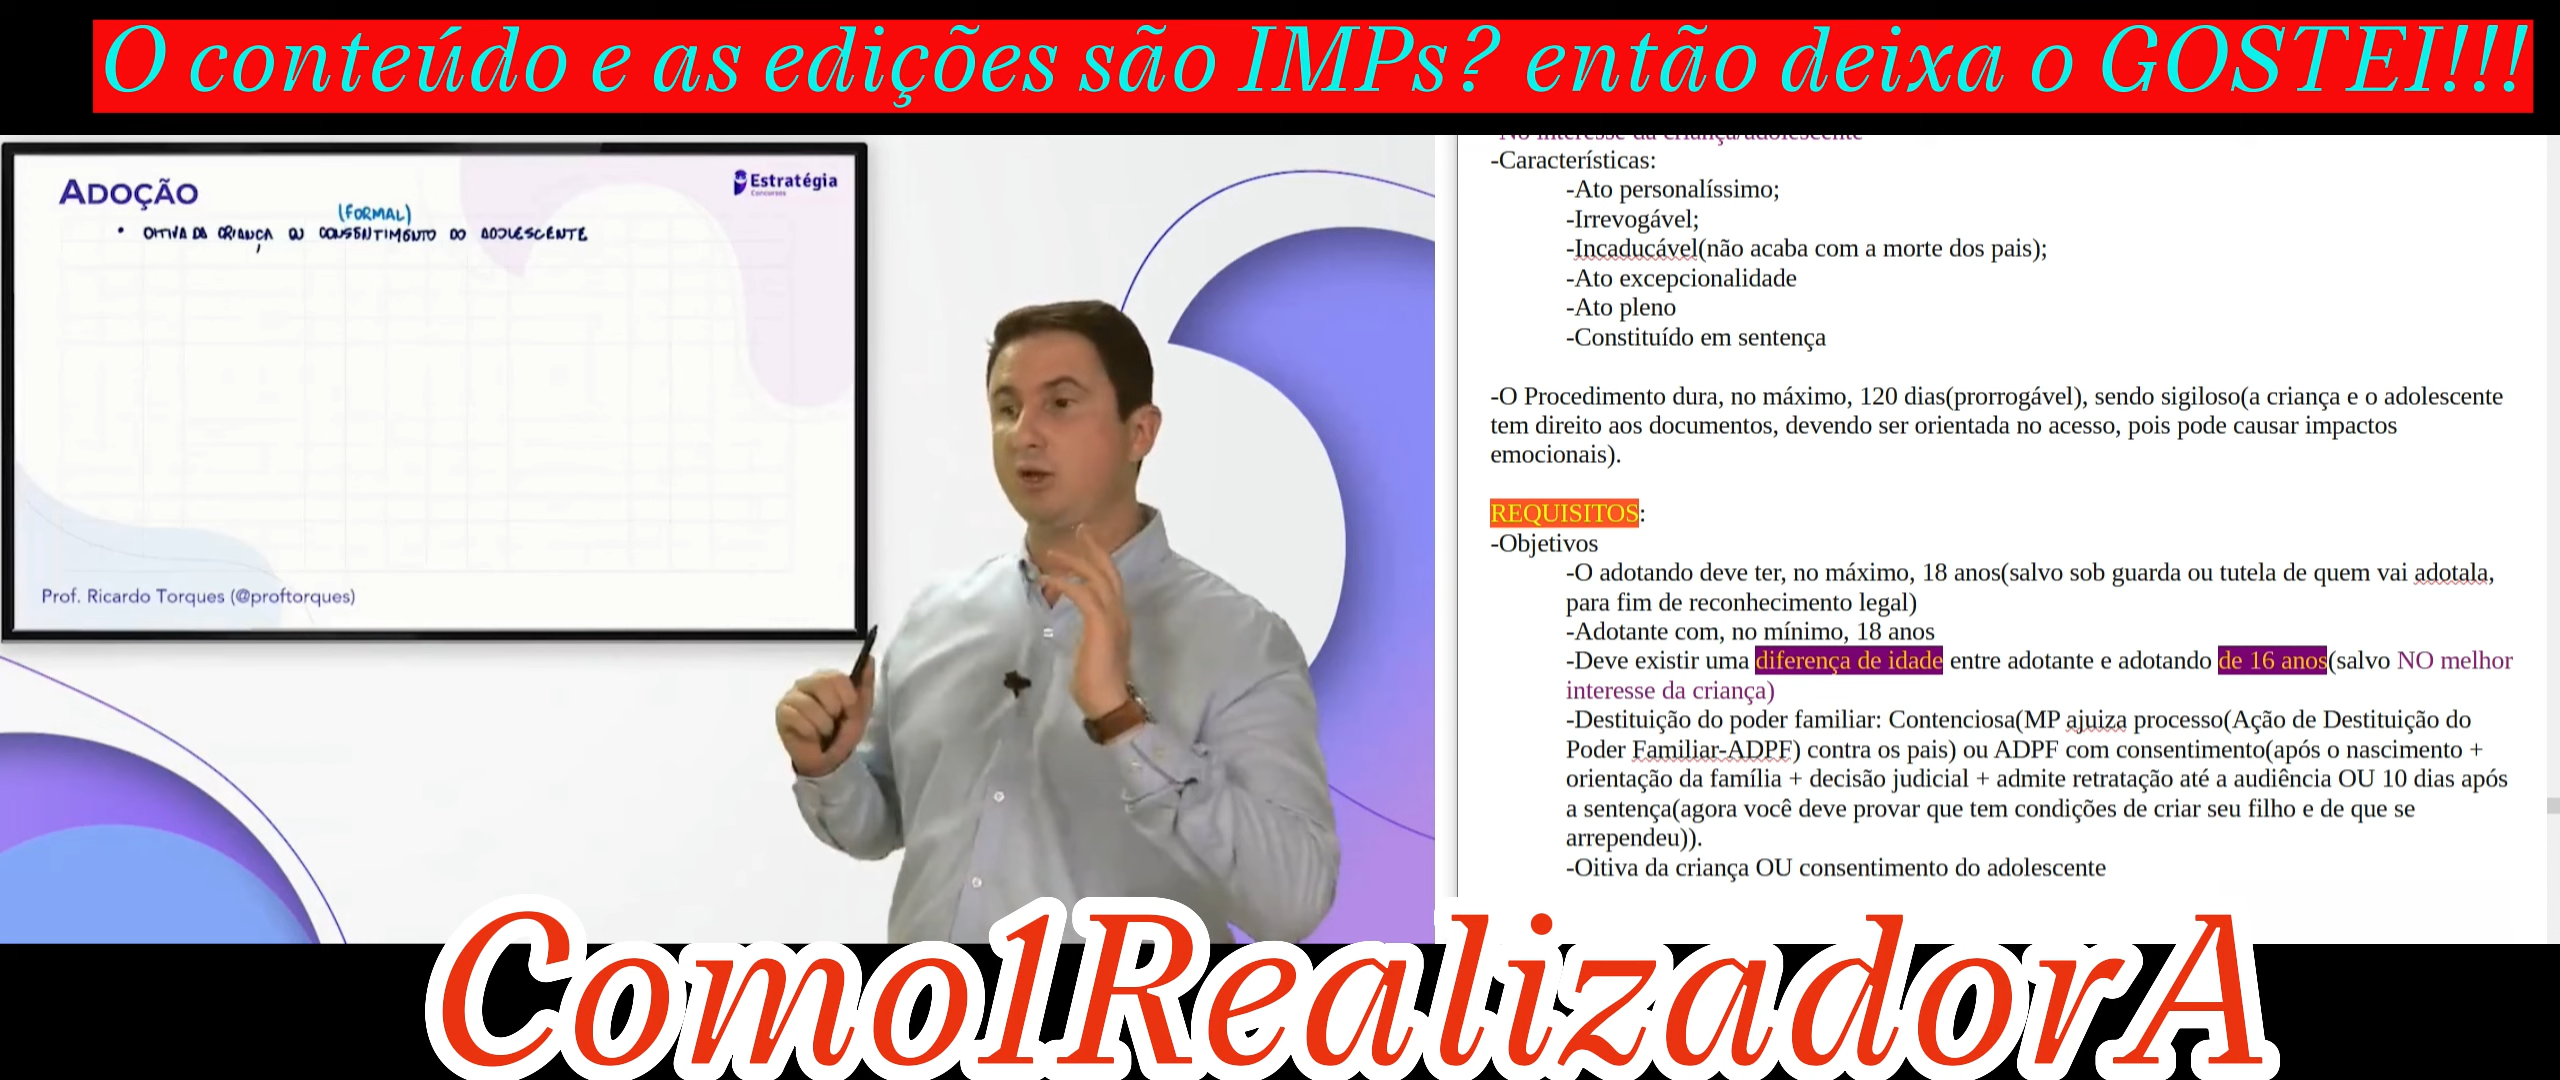 O conteúdo e as edições são IMPs? então deixa o GOSTEI!!!
ADOÇÃO
Estratégia
Concursos
(FORMAL)
• OITIVA DA CRIANÇA OU CONSENTIMENTO DO ADOLESCENTE
Prof. Ricardo Torques (@proftorques)
-No interesse da criança/adolescente
-Características:
-Ato personalíssimo;
-Irrevogável;
-Incaducável(não acaba com a morte dos pais);
-Ato excepcionalidade
-Ato pleno
-Constituído em sentença
-O Procedimento dura, no máximo, 120 dias(prorrogável), sendo sigiloso(a criança e o adolescente
tem direito aos documentos, devendo ser orientada no acesso, pois pode causar impactos
emocionais).
REQUISITOS:
-Objetivos
-O adotando deve ter, no máximo, 18 anos(salvo sob guarda ou tutela de quem vai adotala,
para fim de reconhecimento legal)
-Adotante com, no mínimo, 18 anos
-Deve existir uma diferença de idade entre adotante e adotando de 16 anos(salvo NO melhor
interesse da criança)
-Destituição do poder familiar: Contenciosa(MP ajuiza processo(Ação de Destituição do
Poder Familiar-ADPF) contra os pais) ou ADPF com consentimento(após o nascimento +
orientação da família + decisão judicial + admite retratação até a audiência OU 10 dias após
a sentença(agora você deve provar que tem condições de criar seu filho e de que se
arrependeu)).
-Oitiva da criança OU consentimento do adolescente
Como1RealizadorA